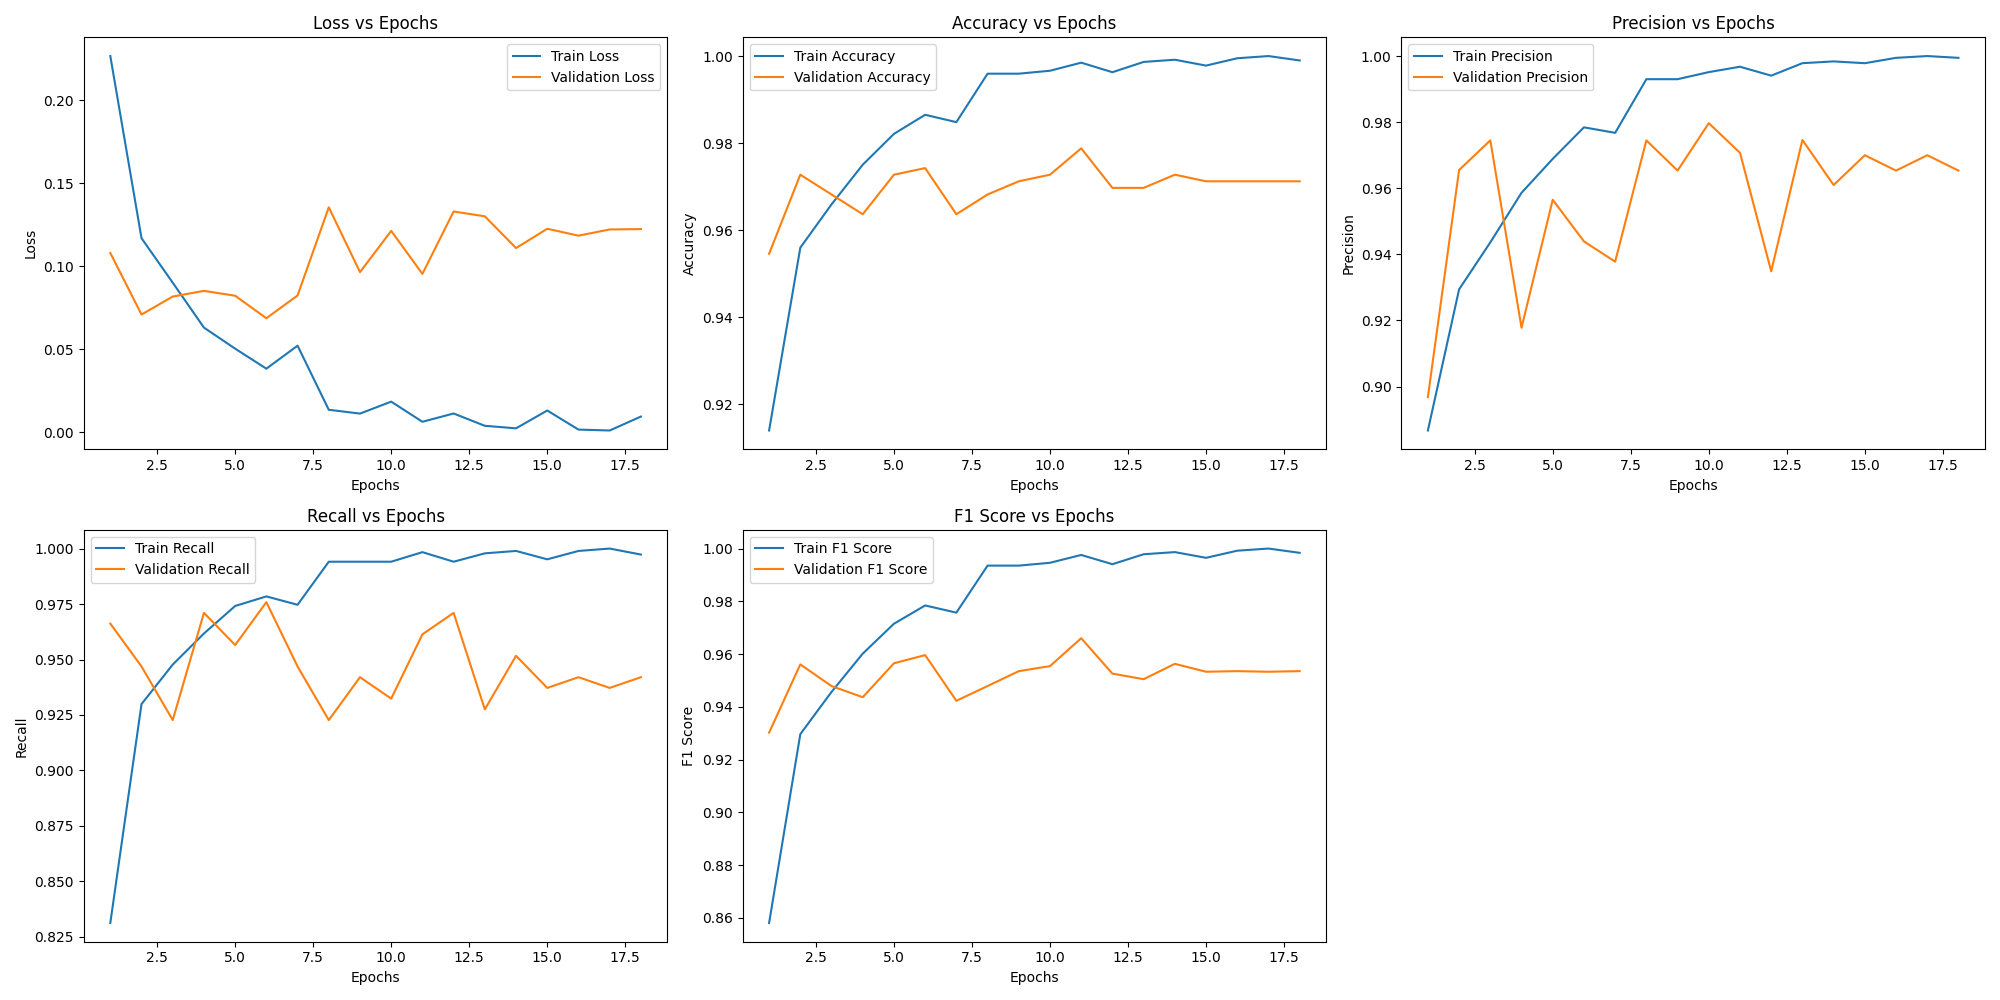 Loss vs Epochs
Train Loss
Validation Loss
Loss
0.20
0.15
0.10
0.05
0.00
2.5 5.0 7.5 10.0 12.5 15.0 17.5
Epochs
Accuracy vs Epochs
Train Accuracy
Validation Accuracy
Accuracy
1.00
0.98
0.96
0.94
0.92
2.5 5.0 7.5 10.0 12.5 15.0 17.5
Epochs
Precision vs Epochs
Train Precision
Validation Precision
Precision
1.00
0.98
0.96
0.94
0.92
0.90
2.5 5.0 7.5 10.0 12.5 15.0 17.5
Epochs
Recall vs Epochs
Train Recall
Validation Recall
Recall
1.000
0.975
0.950
0.925
0.900
0.875
0.850
0.825
2.5 5.0 7.5 10.0 12.5 15.0 17.5
Epochs
F1 Score vs Epochs
Train F1 Score
Validation F1 Score
F1 Score
1.00
0.98
0.96
0.94
0.92
0.90
0.88
0.86
2.5 5.0 7.5 10.0 12.5 15.0 17.5
Epochs